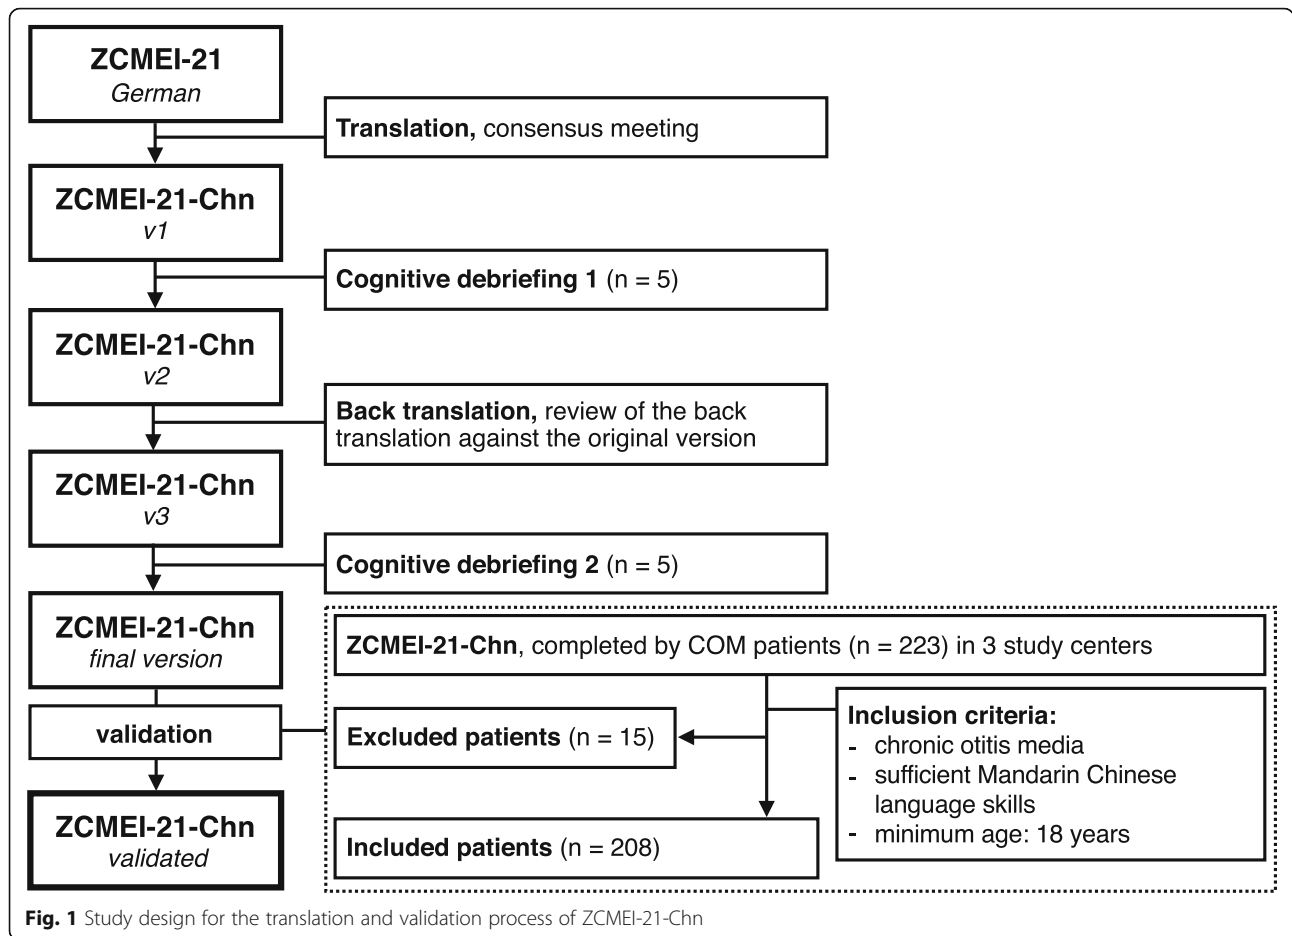 ZCMEI-21
German
Translation, consensus meeting
ZCMEI-21-Chn
v1
Cognitive debriefing 1 (n = 5)
ZCMEI-21-Chn
v2
Back translation, review of the back
translation against the original version
ZCMEI-21-Chn
v3
Cognitive debriefing 2 (n = 5)
ZCMEI-21-Chn
final version
ZCMEI-21-Chn, completed by COM patients (n = 223) in 3 study centers
validation
Excluded patients (n = 15)
Inclusion criteria:
- chronic otitis media
- sufficient Mandarin Chinese
language skills
- minimum age: 18 years
ZCMEI-21-Chn
validated
Included patients (n = 208)
Fig. 1 Study design for the translation and validation process of ZCMEI-21-Chn